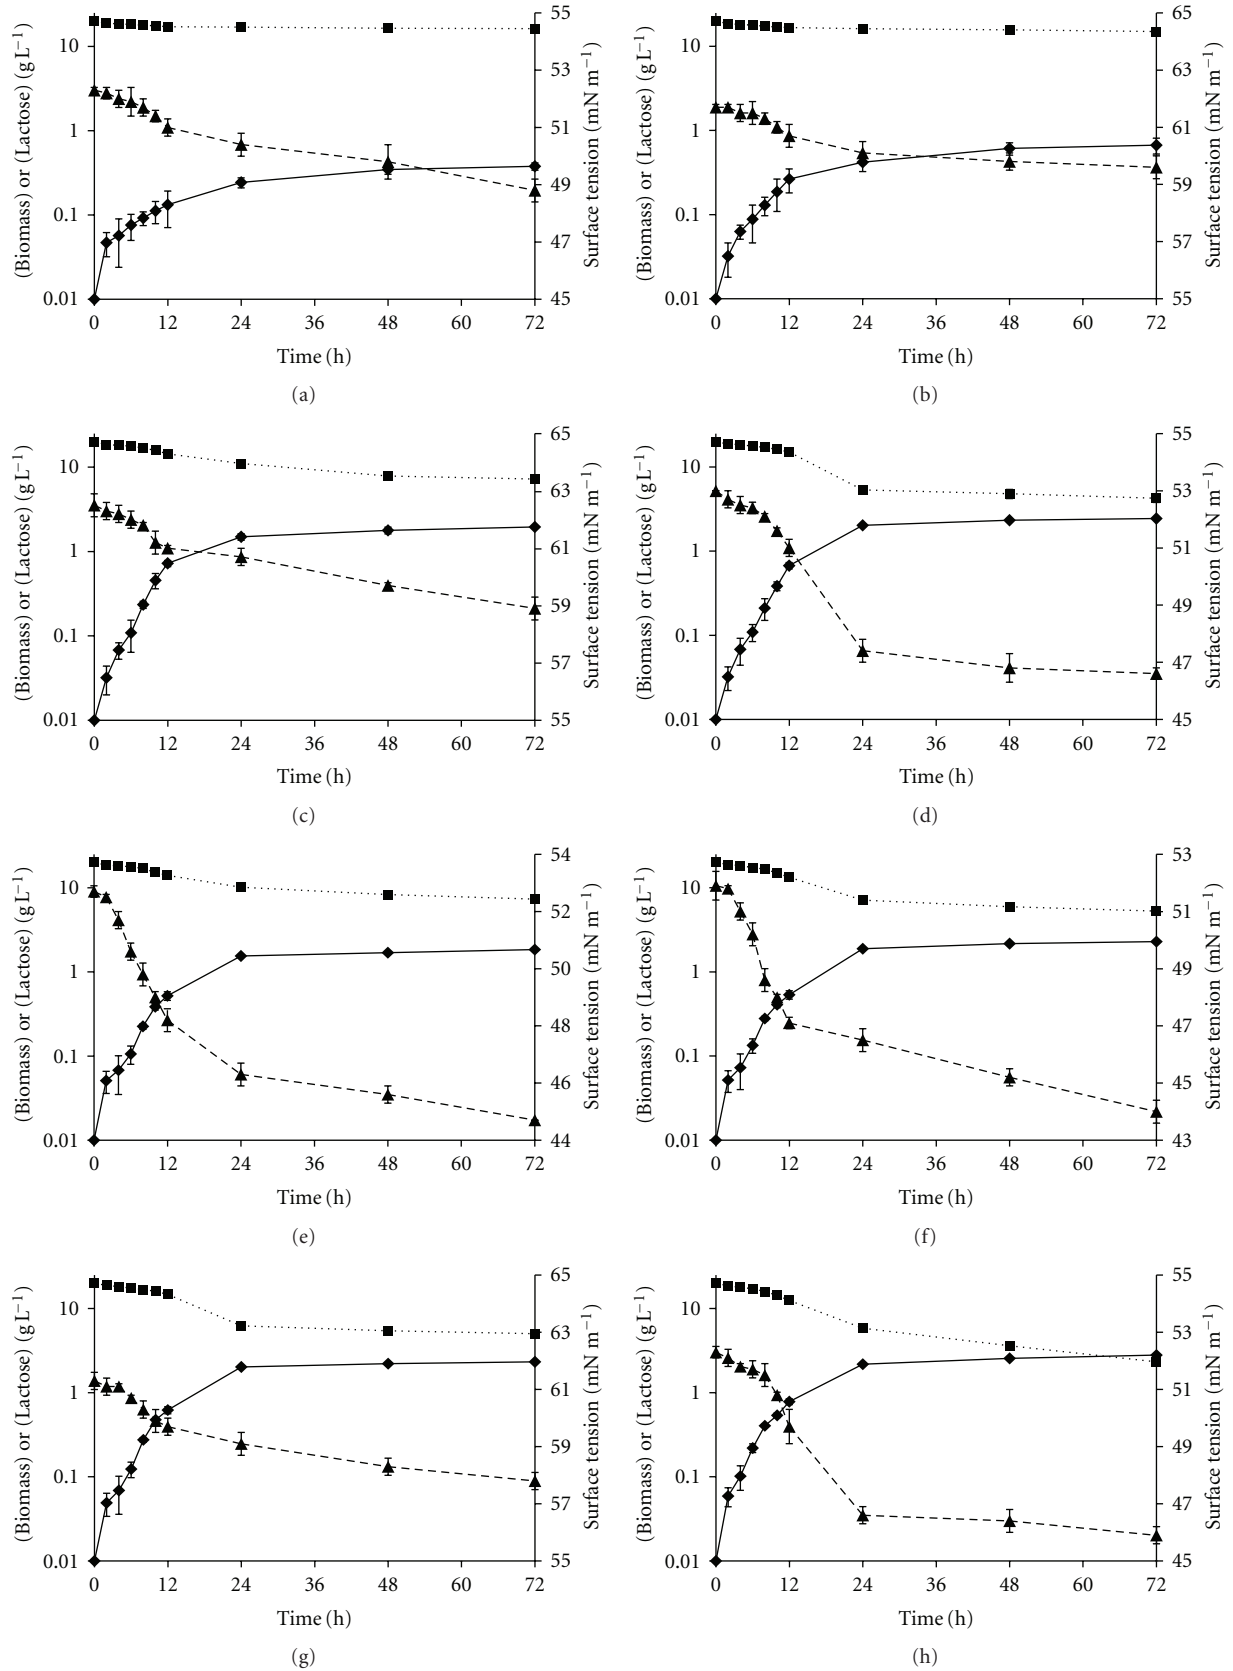 (Biomass) or (Lactose) (g L−1)
10
1
0.1
0.01
55
53
51
49
47
45
Surface tension (mN m−1)
0 12 24 36 48 60 72
Time (h)
(a)
(Biomass) or (Lactose) (g L−1)
10
1
0.1
0.01
65
63
61
59
57
55
Surface tension (mN m−1)
0 12 24 36 48 60 72
Time (h)
(b)
(Biomass) or (Lactose) (g L−1)
10
1
0.1
0.01
65
63
61
59
57
55
Surface tension (mN m−1)
0 12 24 36 48 60 72
Time (h)
(c)
(Biomass) or (Lactose) (g L−1)
10
1
0.1
0.01
55
53
51
49
47
45
Surface tension (mN m−1)
0 12 24 36 48 60 72
Time (h)
(d)
(Biomass) or (Lactose) (g L−1)
10
1
0.1
0.01
54
52
50
48
46
44
Surface tension (mN m−1)
0 12 24 36 48 60 72
Time (h)
(e)
(Biomass) or (Lactose) (g L−1)
10
1
0.1
0.01
53
51
49
47
45
43
Surface tension (mN m−1)
0 12 24 36 48 60 72
Time (h)
(f)
(Biomass) or (Lactose) (g L−1)
10
1
0.1
0.01
65
63
61
59
57
55
Surface tension (mN m−1)
0 12 24 36 48 60 72
Time (h)
(g)
(Biomass) or (Lactose) (g L−1)
10
1
0.1
0.01
55
53
51
49
47
45
Surface tension (mN m−1)
0 12 24 36 48 60 72
Time (h)
(h)